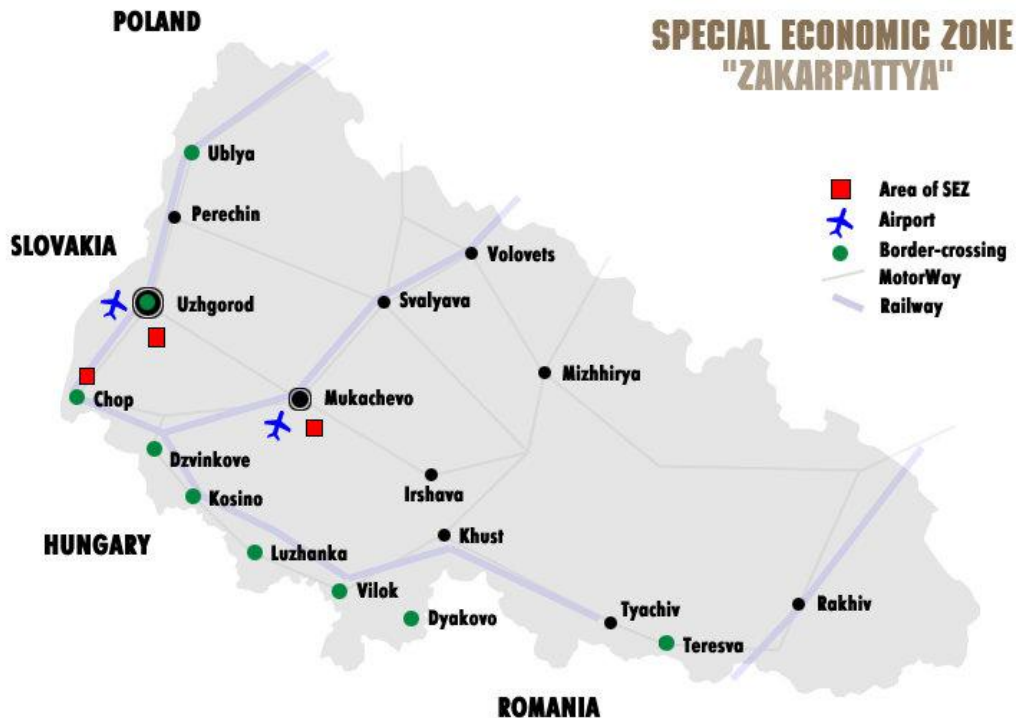 POLAND
SPECIAL ECONOMIC ZONE
"ZAKARPATTYA"
Ublya
Area of SEZ
Perechin
Airport
SLOVAKIA
Border-crossing
Volovets
MotorWay
Uzhgorod
Svalyava
Railway
Mizhhirya
Chop
Mukachevo
Dzvinkove
Irshava
Kosino
HUNGARY
Khust
Luzhanka
Vilok
Tyachiv
Rakhiv
Dyakovo
Teresva
ROMANIA